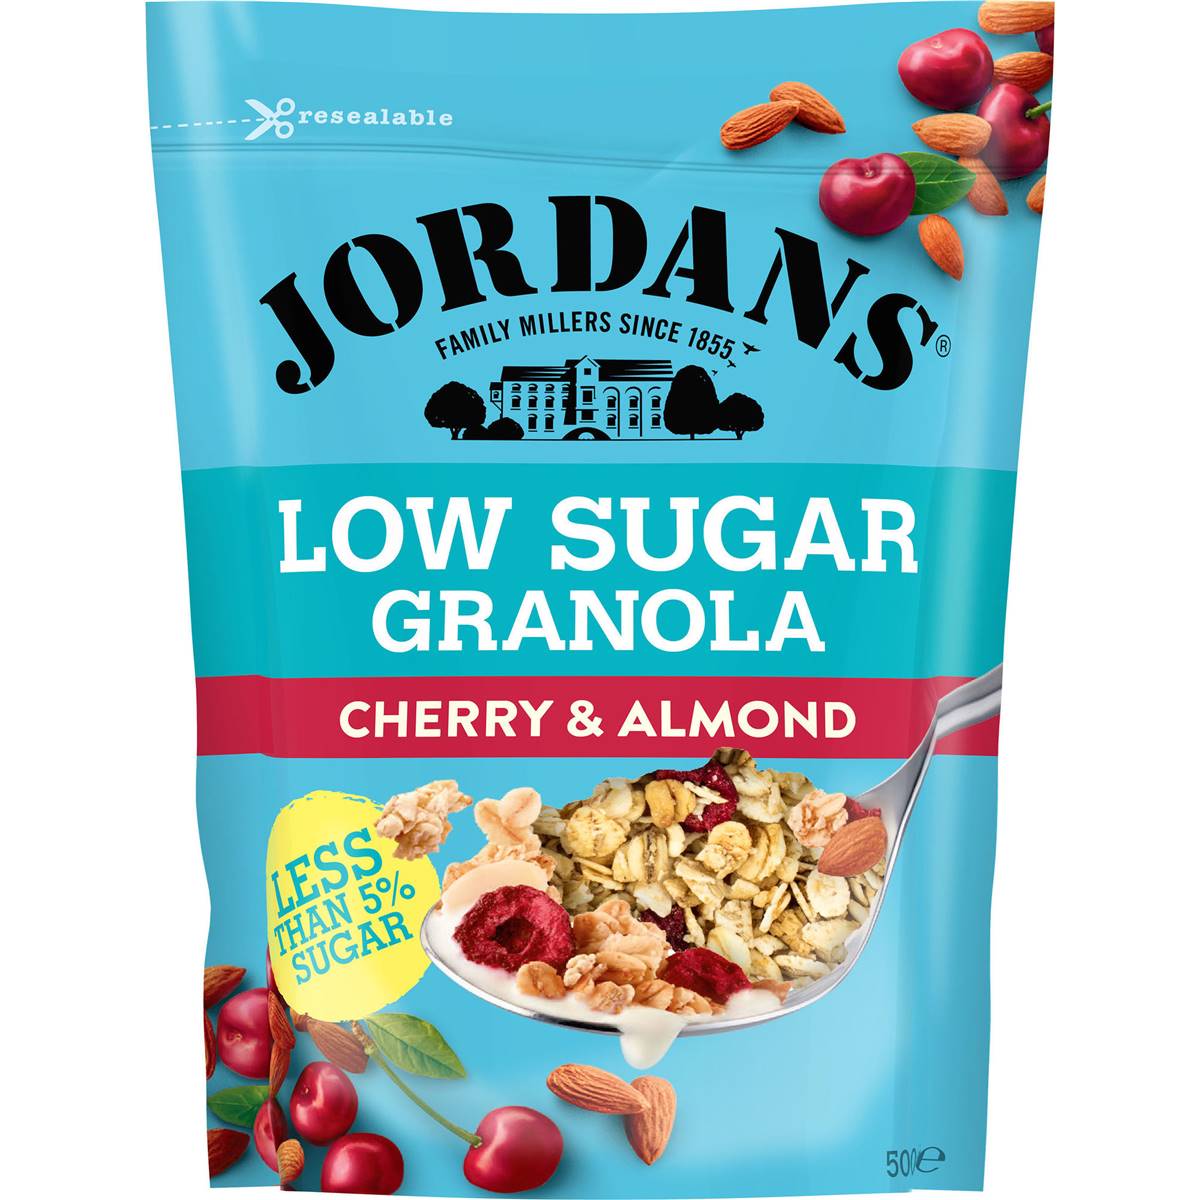 resealable
JORDANS®
FAMILY MILLERS SINCE 1855
LOW SUGAR
GRANOLA
CHERRY & ALMOND
LESS
THAN 5%
SUGAR